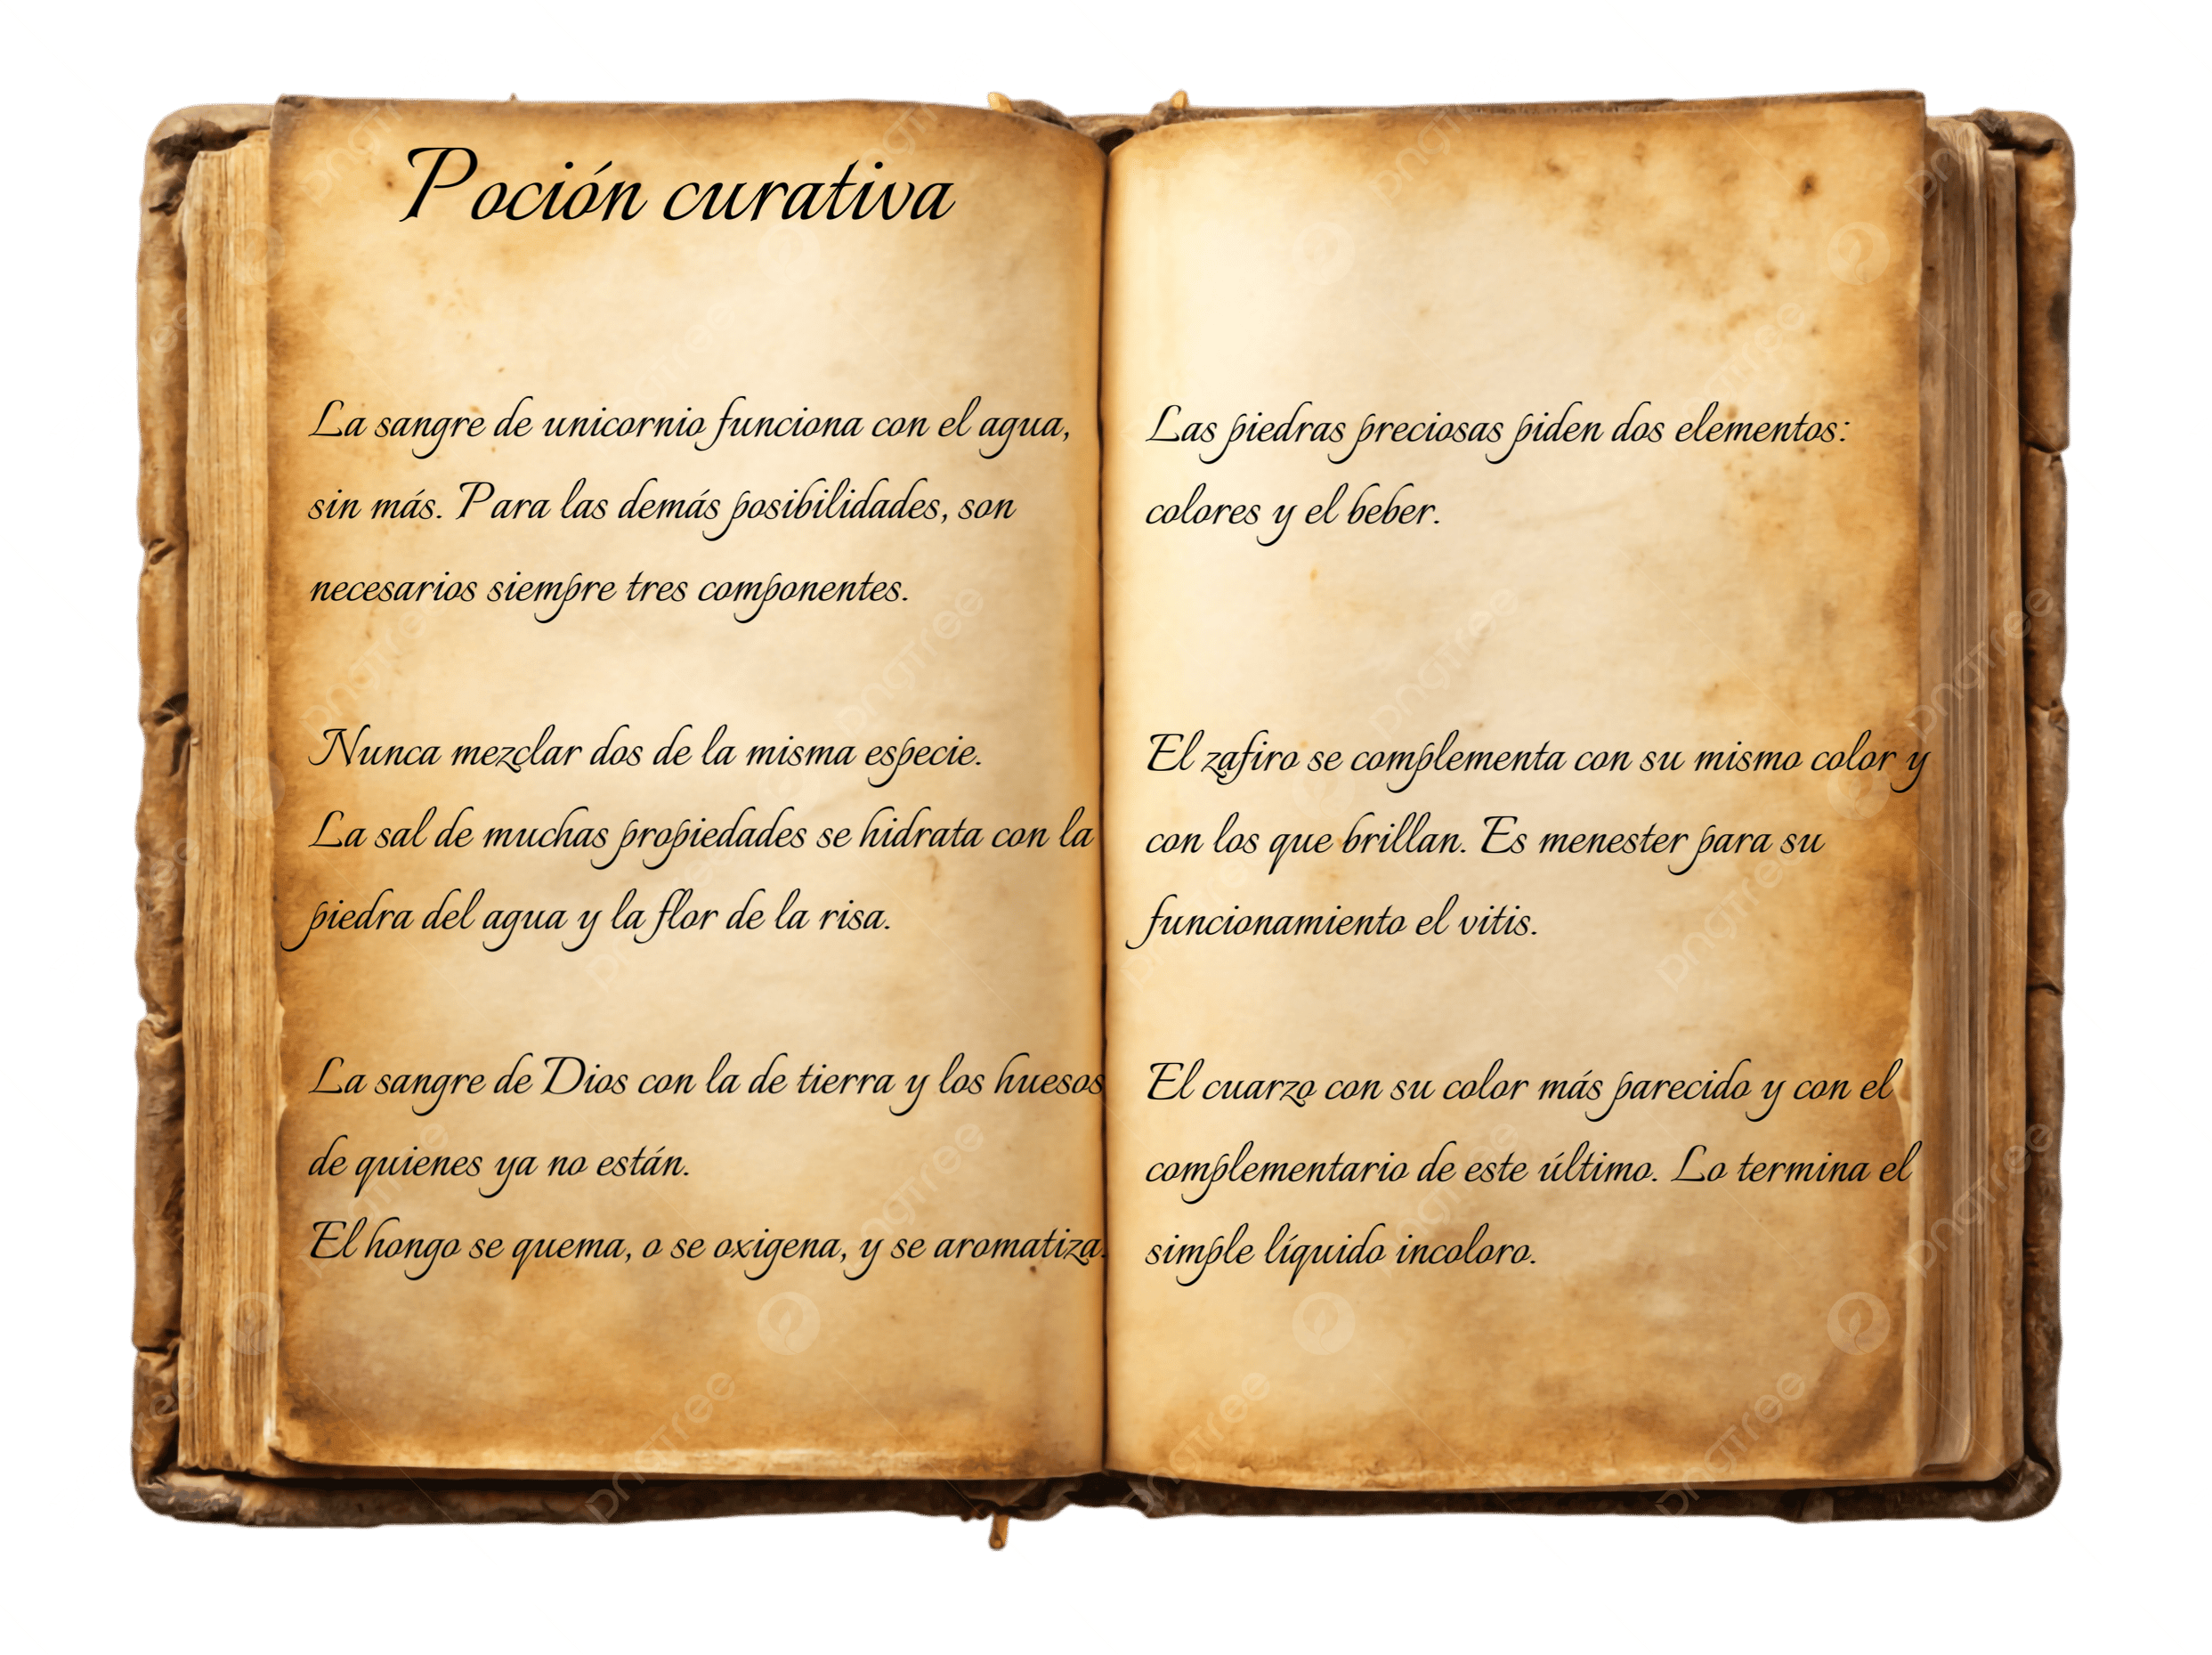 Poción curativa
La sangre de unicornio funciona con el agua,
sin más. Para las demás posibilidades, son
necesarios siempre tres componentes.
Nunca mezclar dos de la misma especie.
La sal de muchas propiedades se hidrata con la
piedra del agua y la flor de la risa.
La sangre de Dios con la de tierra y los huesos
de quienes ya no están.
El hongo se quema, o se oxigena, y se aromatiza.
Las piedras preciosas piden dos elementos:
colores y el beber.
El zafiro se complementa con su mismo color y
con los que brillan. Es menester para su
funcionamiento el vitis.
El cuarzo con su color más parecido y con el
complementario de este último. Lo termina el
simple líquido incoloro.
pngtree